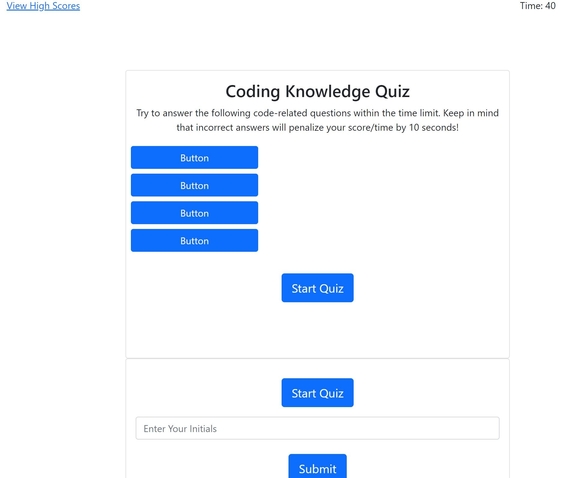 View High Scores
Time: 40
Coding Knowledge Quiz
Try to answer the following code-related questions within the time limit. Keep in mind
that incorrect answers will penalize your score/time by 10 seconds!
Button
Button
Button
Button
Start Quiz
Start Quiz
Enter Your Initials
Submit